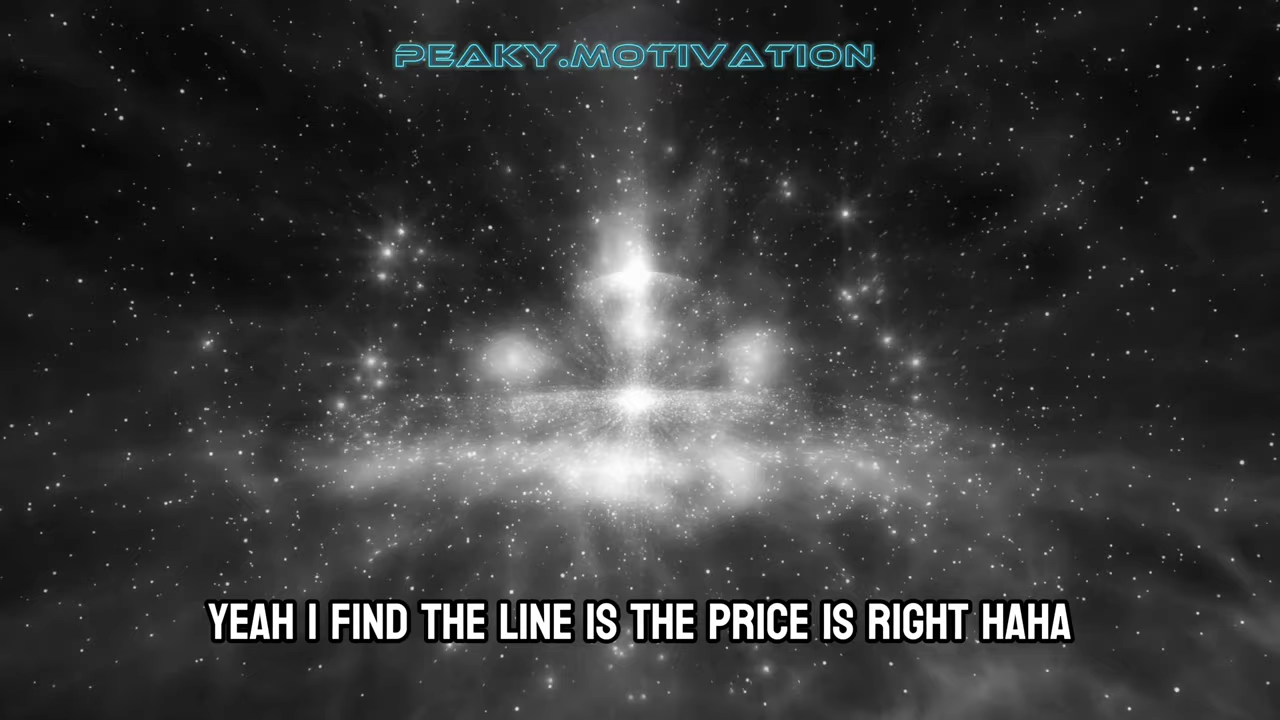 PEAKY.MOTIVATION
YEAH I FIND THE LINE IS THE PRICE IS RIGHT HAHA